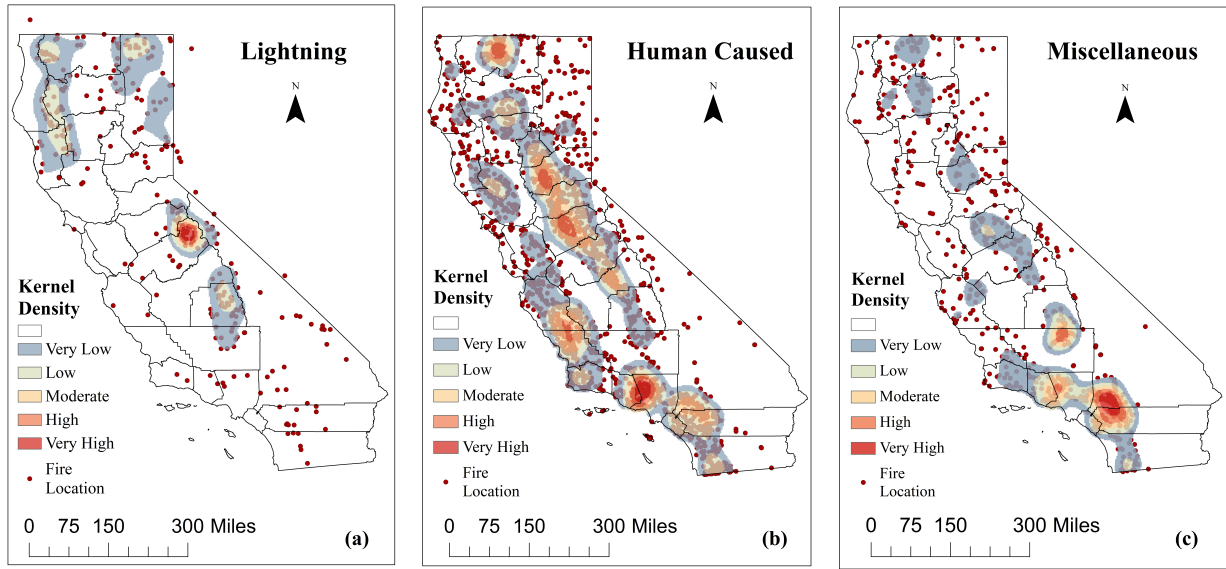 Lightning
N
Kernel
Density
Very Low
Low
Moderate
High
Very High
Fire
Location
0 75 150 300 Miles
(a)
Human Caused
N
Kernel
Density
Very Low
Low
Moderate
High
Very High
Fire
Location
0 75 150 300 Miles
(b)
Miscellaneous
N
Kernel
Density
Very Low
Low
Moderate
High
Very High
Fire
Location
0 75 150 300 Miles
(c)